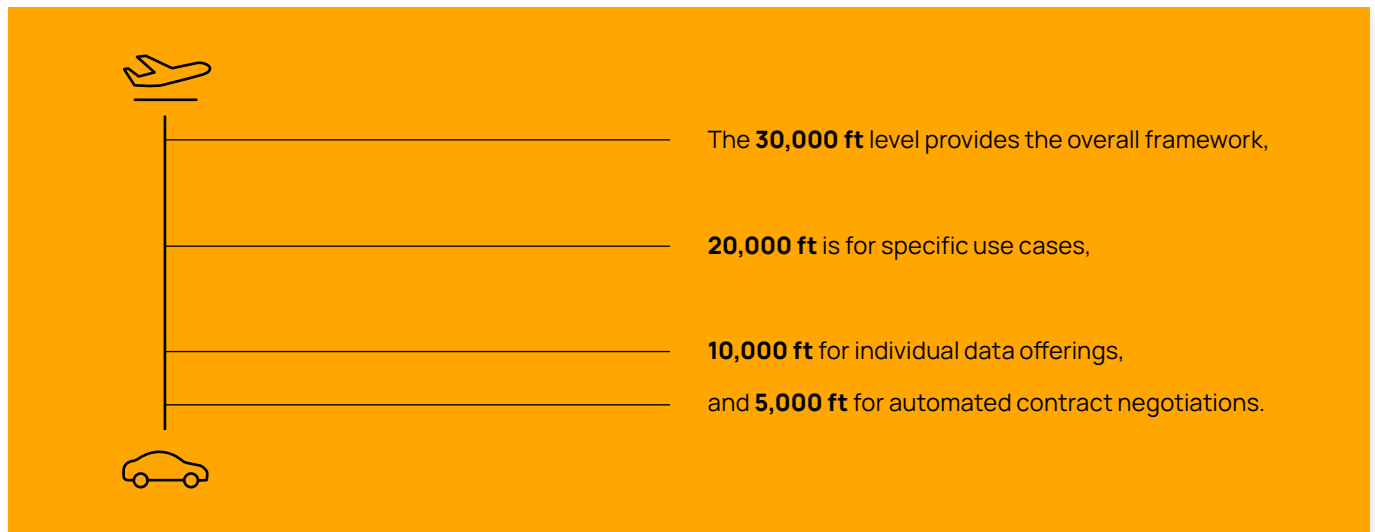 The 30,000 ft level provides the overall framework,
20,000 ft is for specific use cases,
10,000 ft for individual data offerings,
and 5,000 ft for automated contract negotiations.